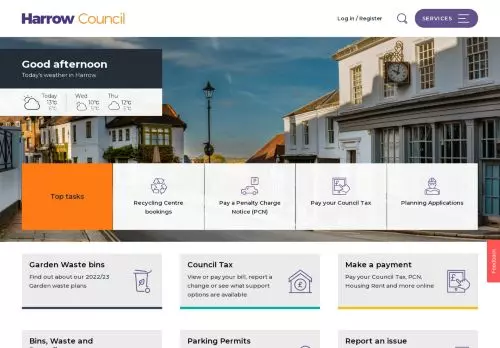 Harrow Council
Log in / Register
SERVICES
Good afternoon
Today's weather in Harrow
Today
13°C
6°C
Wed
10°C
5°C
Thu
12°C
6°C
Top tasks
Recycling Centre
bookings
Pay a Penalty Charge
Notice (PCN)
Pay your Council Tax
Planning Applications
Feedback
Garden Waste bins
Find out about our 2022/23
Garden waste plans
Council Tax
View or pay your bill, report a
change or see what support
options are available
Make a payment
Pay your Council Tax, PCN,
Housing Rent and more online
Bins, Waste and
Parking Permits
Report an issue